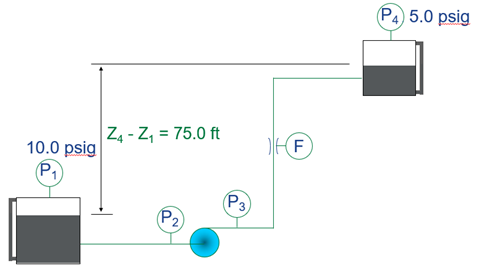 P4 5.0 psig
Z4 - Z1 = 75.0 ft
10.0 psig
F
P1
P3
P2